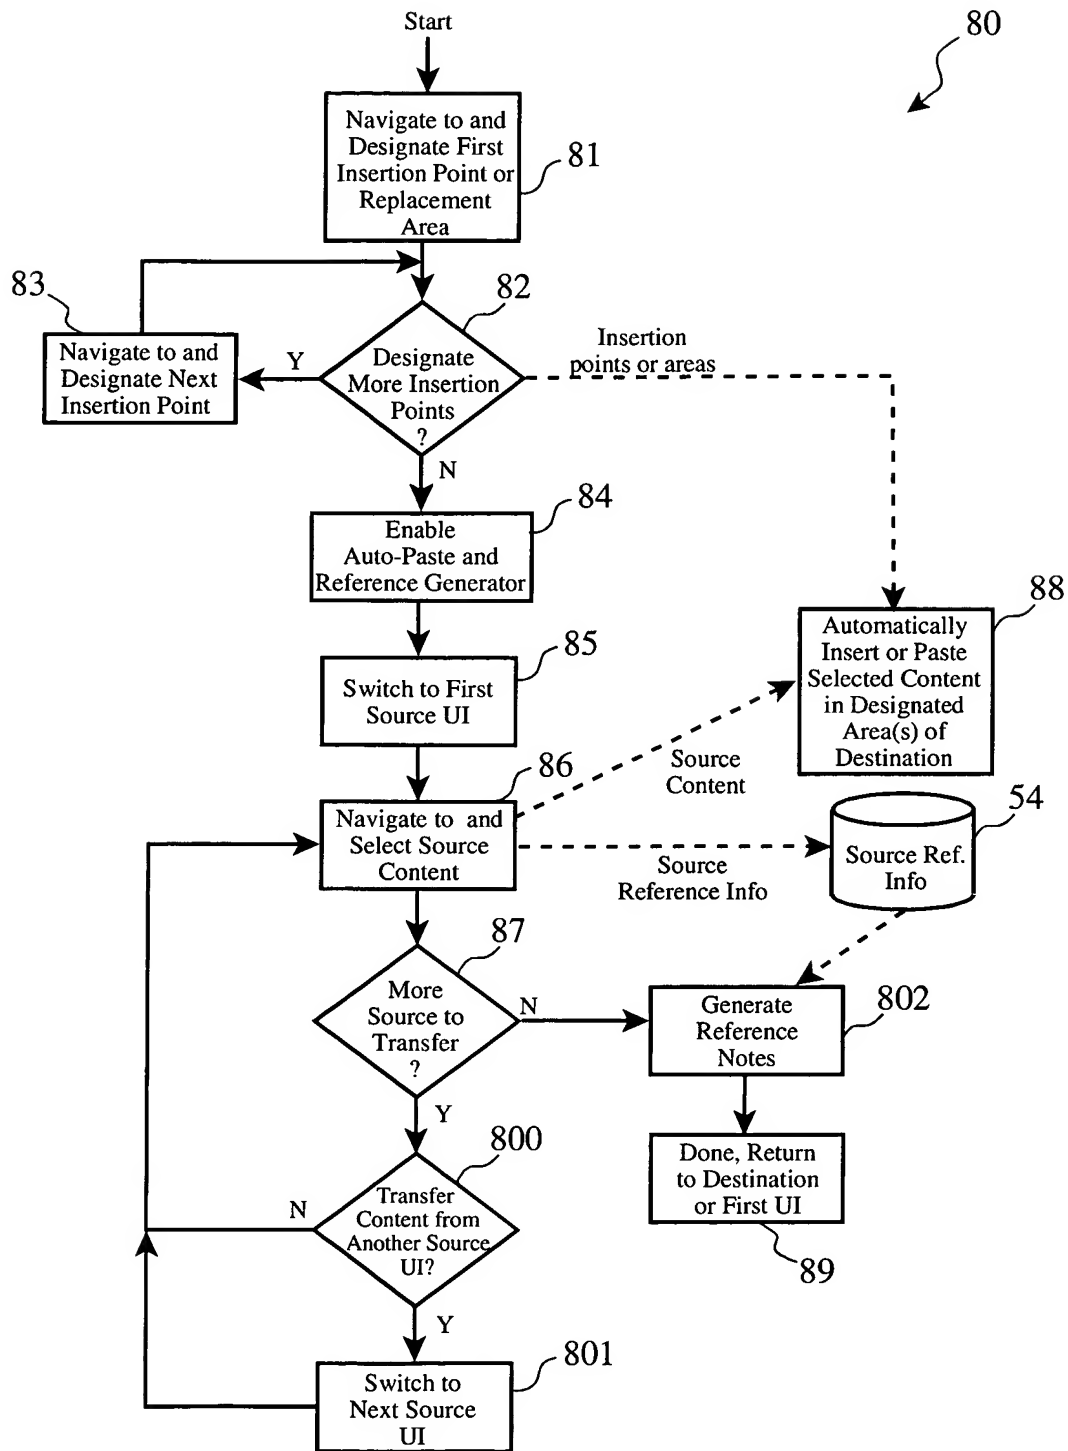 Start
80
Navigate to and
Designate First
Insertion Point or
Replacement
Area
81
83
82
Navigate to and
Designate Next
Insertion Point
Y
Designate
More Insertion
Points
?
Insertion
points or areas
N
84
Enable
Auto-Paste and
Reference Generator
88
Automatically
Insert or Paste
Selected Content
in Designated
Area(s) of
Destination
85
Switch to First
Source UI
86
Source
Content
Navigate to and
Select Source
Content
54
Source Ref.
Info
Source
Reference Info
87
More
Source to
Transfer
?
N
Generate
Reference
Notes
802
Y
800
Transfer
Content from
Another Source
UI?
N
Done, Return
to Destination
or First UI
89
Y
801
Switch to
Next Source
UI